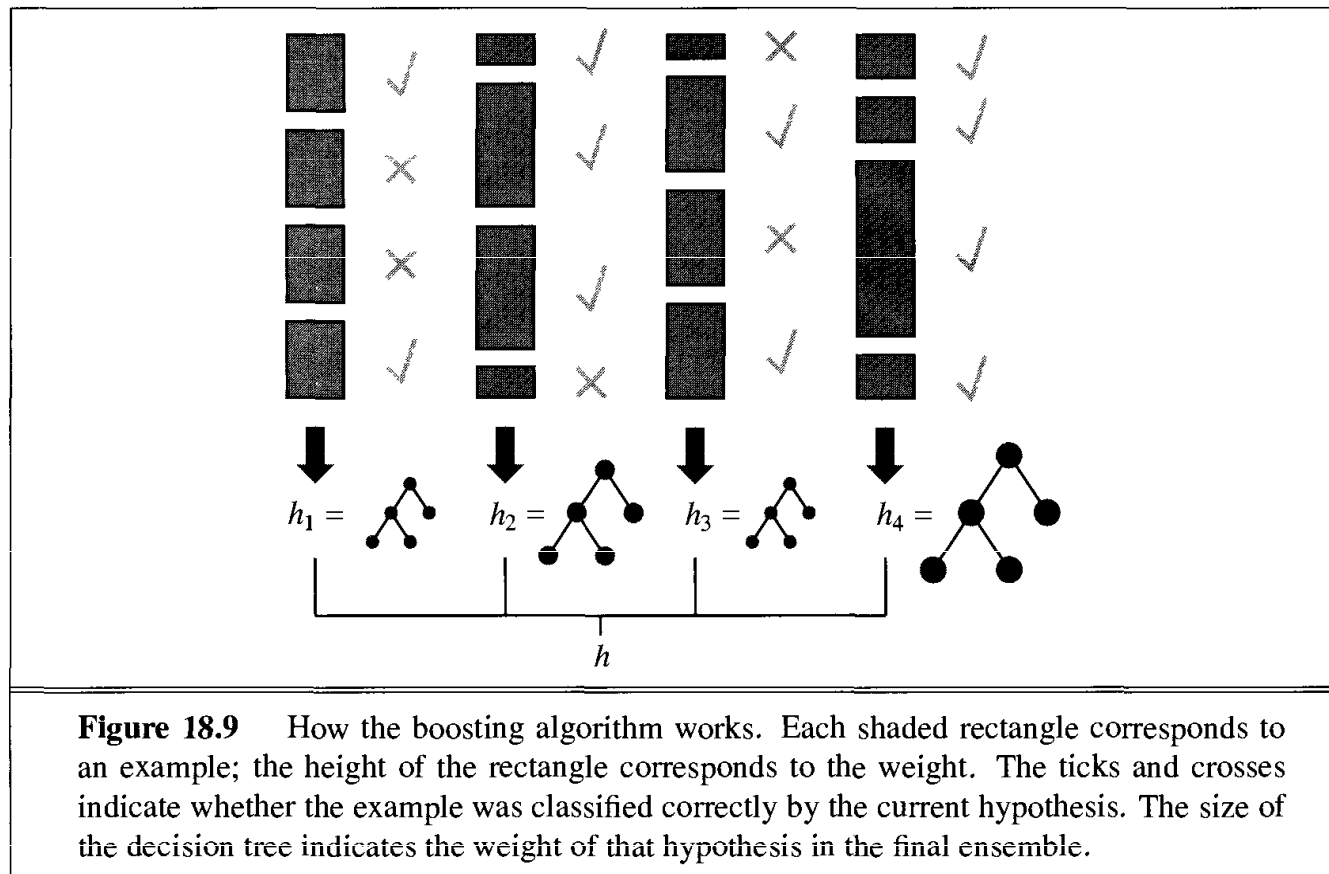 h₁ =
h₂ =
h₃ =
h₄ =
h
Figure 18.9 How the boosting algorithm works. Each shaded rectangle corresponds to
an example; the height of the rectangle corresponds to the weight. The ticks and crosses
indicate whether the example was classified correctly by the current hypothesis. The size of
the decision tree indicates the weight of that hypothesis in the final ensemble.